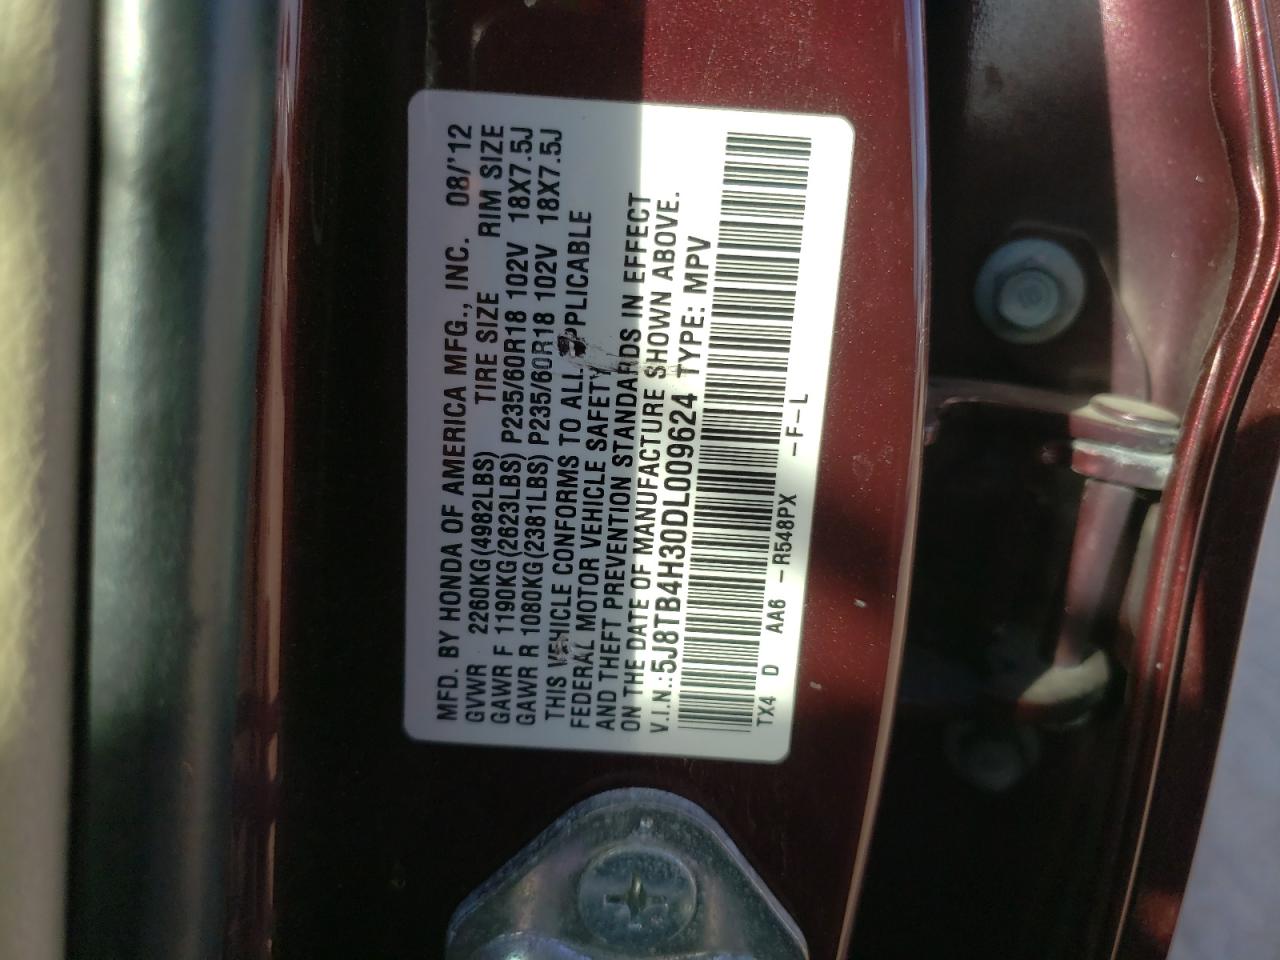 MFD. BY HONDA OF AMERICA MFG., INC. 08/'12
GVWR 2260KG(4982LBS) TIRE SIZE RIM SIZE
GAWR F 1190KG(2623LBS) P235/60R18 102V 18X7.5J
GAWR R 1080KG(2381LBS) P235/60R18 102V 18X7.5J
THIS VEHICLE CONFORMS TO ALL APPLICABLE
FEDERAL MOTOR VEHICLE SAFETY
AND THEFT PREVENTION STANDARDS IN EFFECT
ON THE DATE OF MANUFACTURE SHOWN ABOVE.
V.I.N.:5J8TB4H30DL009624 TYPE: MPV
TX4 D AA6 -R548PX -F-L